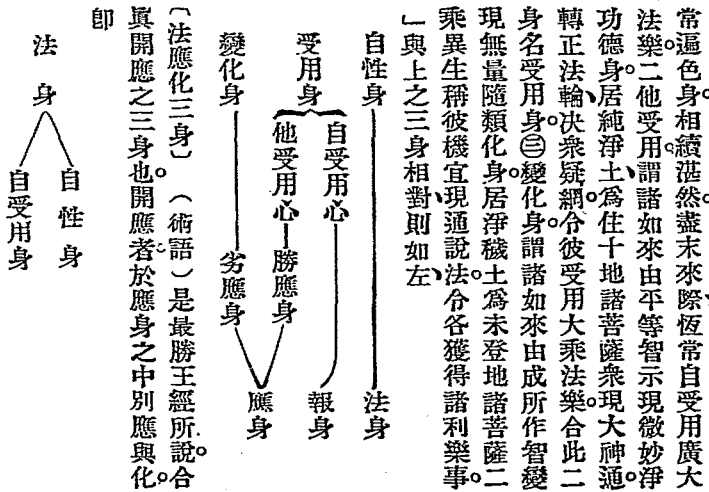 常遍色身。相續湛然。盡末來際、恆常自受用廣大
法樂。二他受用。謂諸如來由平等智示現微妙淨
功德身。居純淨土、爲住十地諸菩薩衆現大神通。
轉正法輪、決衆疑網。令彼受用大乘法樂。合此二
身名受用身。㊂變化身。謂諸如來由成所作智變
現無量隨類化身。居淨穢土爲未登地諸菩薩二
乘異生稱彼機宜現通說法。令各獲得諸利樂事。
」與上之三身相對、則如左、
自性身 法身
受用身 自受用心 報身
他受用心 勝應身
變化身 劣應身 應身
〔法應化三身〕 (術語)是最勝王經所說。合
眞開應之三身也。開應者於應身之中別應與化。
卽
法身 自性身
自受用身